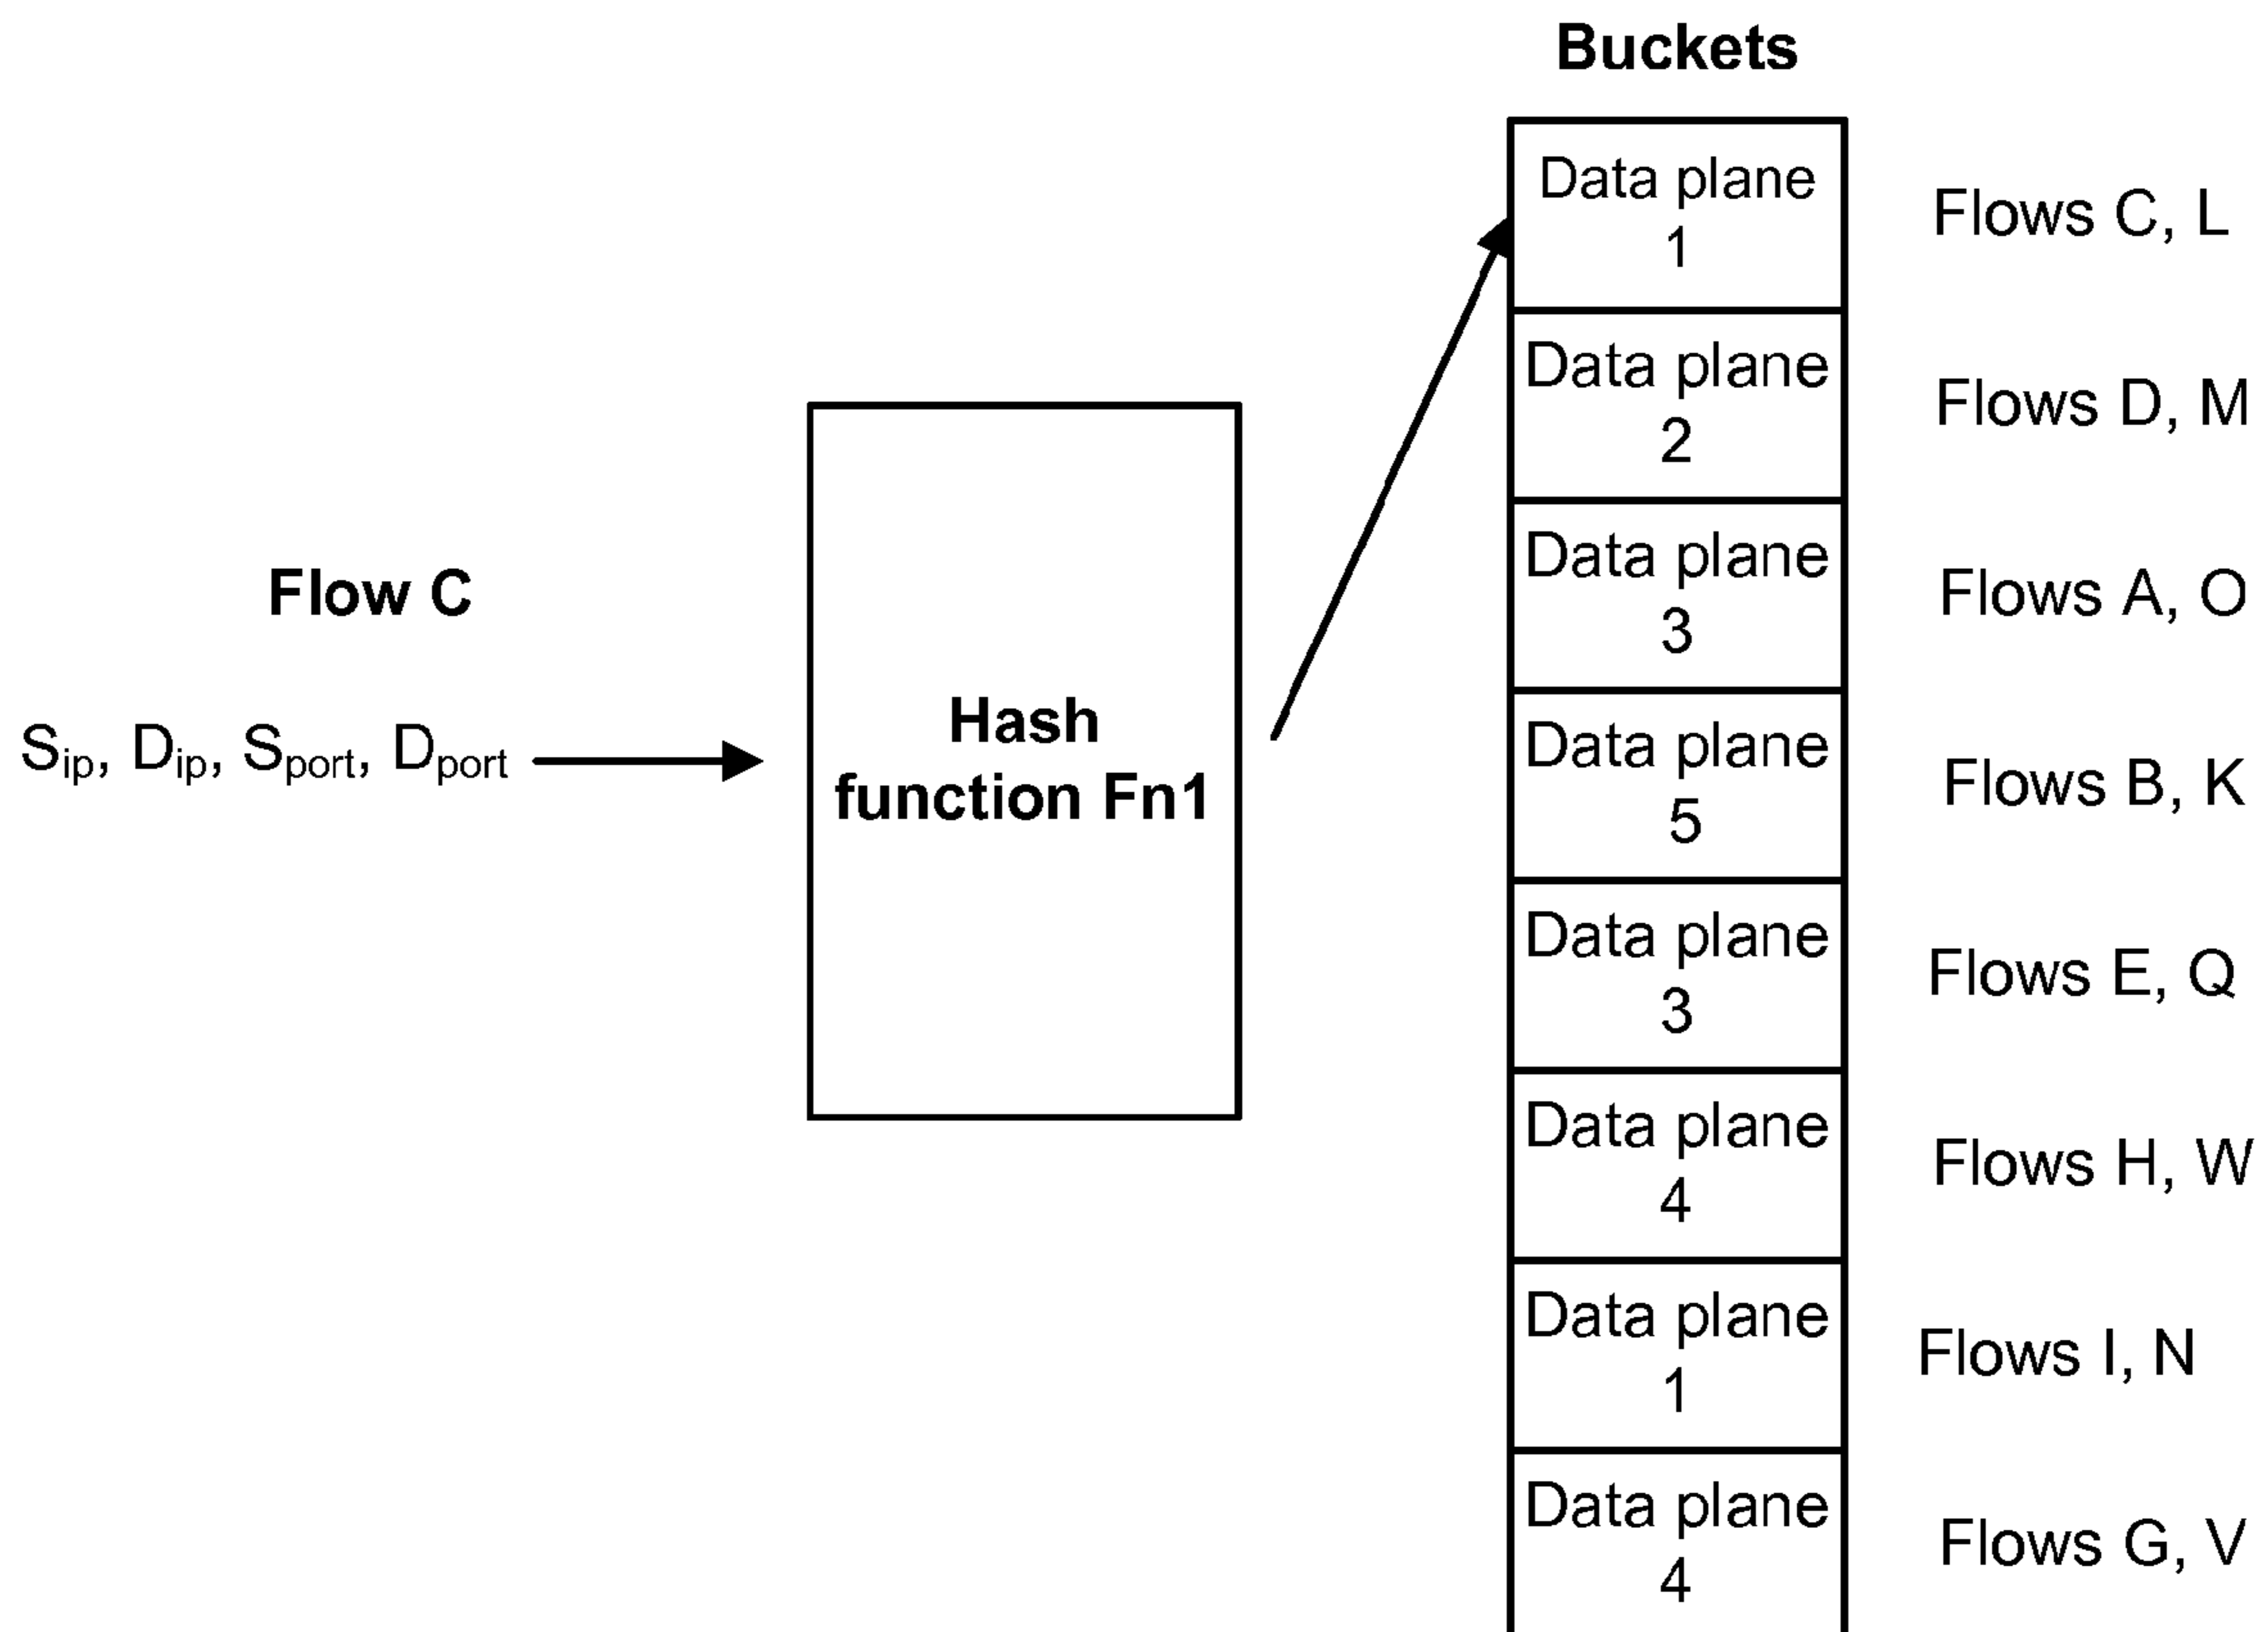 Buckets
Data plane
1
Flows C, L
Data plane
2
Flows D, M
Data plane
3
Flows A, O
Flow C
Sip, Dip, Sport, Dport
Hash
function Fn1
Data plane
5
Flows B, K
Data plane
3
Flows E, Q
Data plane
4
Flows H, W
Data plane
1
Flows I, N
Data plane
4
Flows G, V